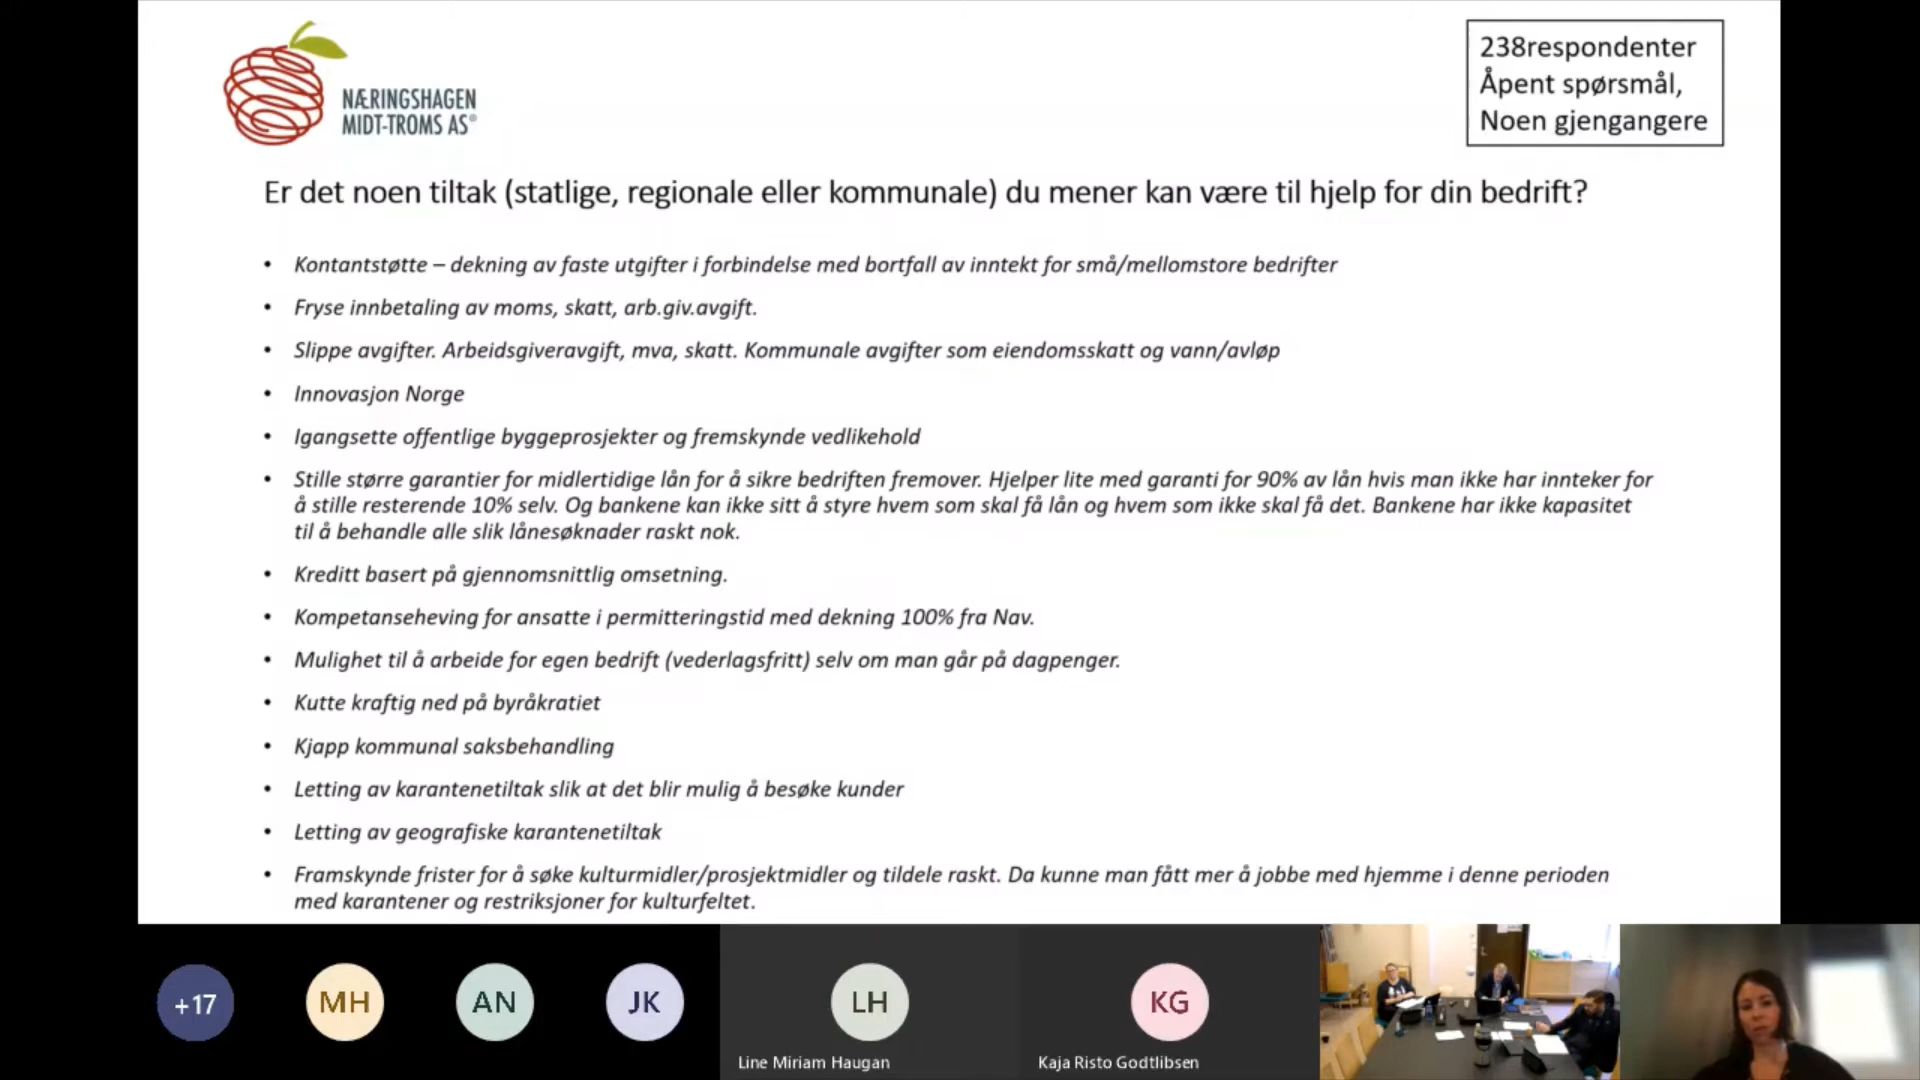 NÆRINGSHAGEN
MIDT-TROMS AS®
238respondenter
Åpent spørsmål,
Noen gjengangere
Er det noen tiltak (statlige, regionale eller kommunale) du mener kan være til hjelp for din bedrift?
• Kontantstøtte – dekning av faste utgifter i forbindelse med bortfall av inntekt for små/mellomstore bedrifter
• Fryse innbetaling av moms, skatt, arb.giv.avgift.
• Slippe avgifter. Arbeidsgiveravgift, mva, skatt. Kommunale avgifter som eiendomsskatt og vann/avløp
• Innovasjon Norge
• Igangsette offentlige byggeprosjekter og fremskynde vedlikehold
• Stille større garantier for midlertidige lån for å sikre bedriften fremover. Hjelper lite med garanti for 90% av lån hvis man ikke har innteker for
å stille resterende 10% selv. Og bankene kan ikke sitt å styre hvem som skal få lån og hvem som ikke skal få det. Bankene har ikke kapasitet
til å behandle alle slik lånesøknader raskt nok.
• Kreditt basert på gjennomsnittlig omsetning.
• Kompetanseheving for ansatte i permitteringstid med dekning 100% fra Nav.
• Mulighet til å arbeide for egen bedrift (vederlagsfritt) selv om man går på dagpenger.
• Kutte kraftig ned på byråkratiet
• Kjapp kommunal saksbehandling
• Letting av karantenetiltak slik at det blir mulig å besøke kunder
• Letting av geografiske karantenetiltak
• Framskynde frister for å søke kulturmidler/prosjektmidler og tildele raskt. Da kunne man fått mer å jobbe med hjemme i denne perioden
med karantener og restriksjoner for kulturfeltet.
+17
MH
AN
JK
LH
KG
Line Miriam Haugan
Kaja Risto Godtlibsen